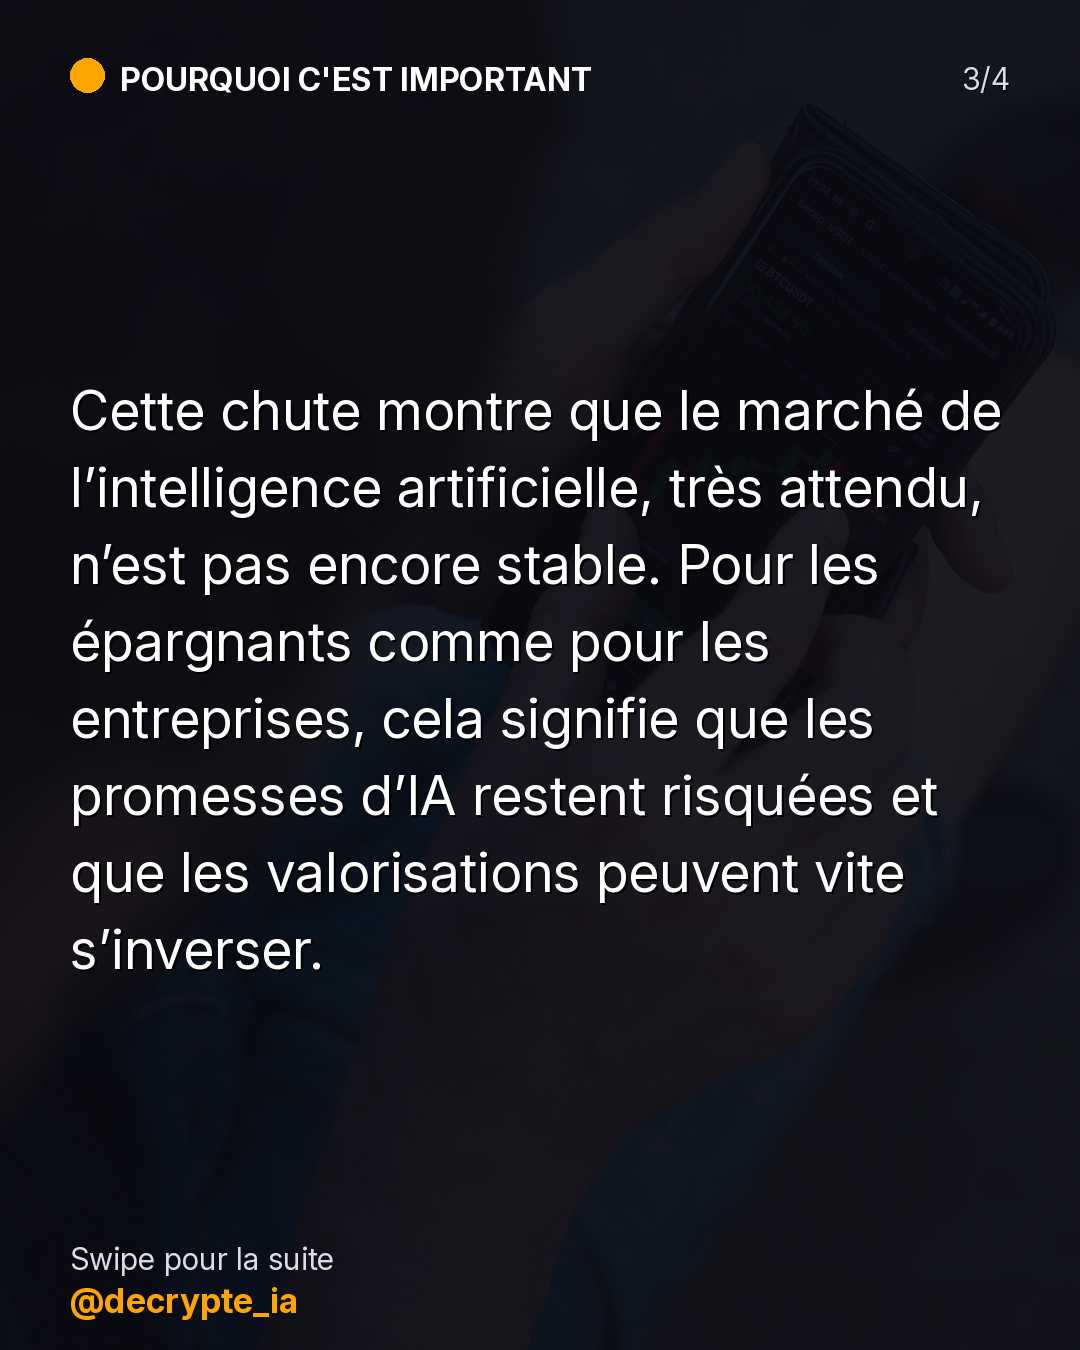 POURQUOI C'EST IMPORTANT
3/4
BTCUSDT
Cette chute montre que le marché de
l’intelligence artificielle, très attendu,
n’est pas encore stable. Pour les
épargnants comme pour les
entreprises, cela signifie que les
promesses d’IA restent risquées et
que les valorisations peuvent vite
s’inverser.
Swipe pour la suite
@decrypte_ia